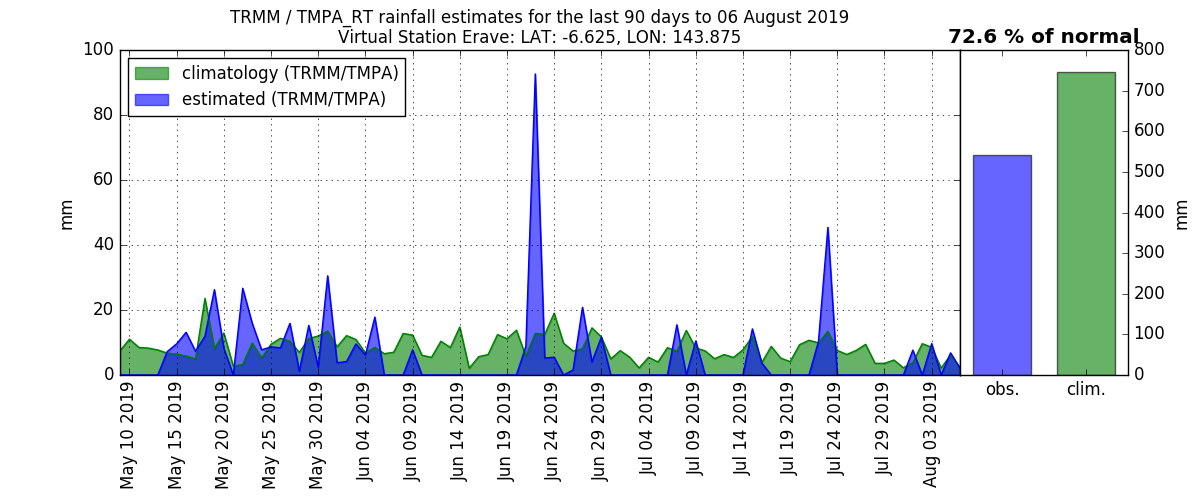 TRMM / TMPA_RT rainfall estimates for the last 90 days to 06 August 2019
Virtual Station Erave: LAT: -6.625, LON: 143.875
72.6 % of normal
climatology (TRMM/TMPA)
estimated (TRMM/TMPA)
mm
100
80
60
40
20
0
May 10 2019
May 15 2019
May 20 2019
May 25 2019
May 30 2019
Jun 04 2019
Jun 09 2019
Jun 14 2019
Jun 19 2019
Jun 24 2019
Jun 29 2019
Jul 04 2019
Jul 09 2019
Jul 14 2019
Jul 19 2019
Jul 24 2019
Jul 29 2019
Aug 03 2019
obs.
clim.
800
700
600
500
400
300
200
100
0
mm